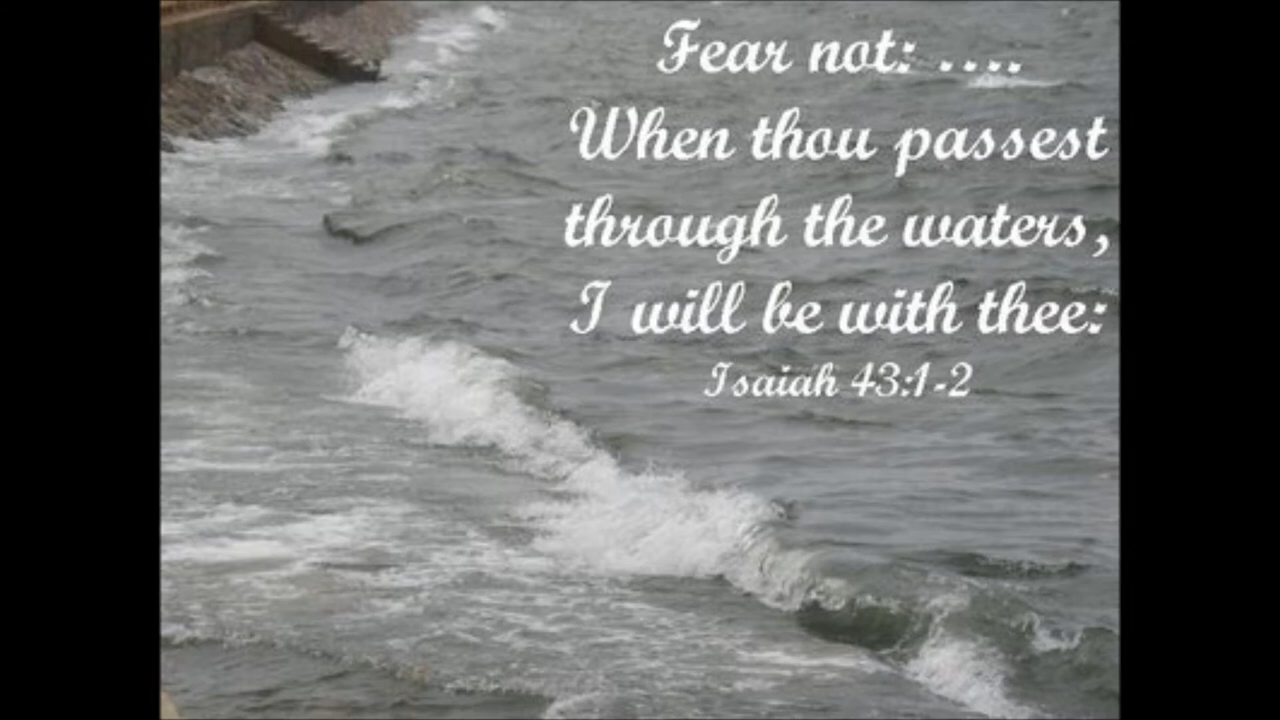 Fear not: ....
When thou passest
through the waters,
I will be with thee:
Isaiah 43:1-2